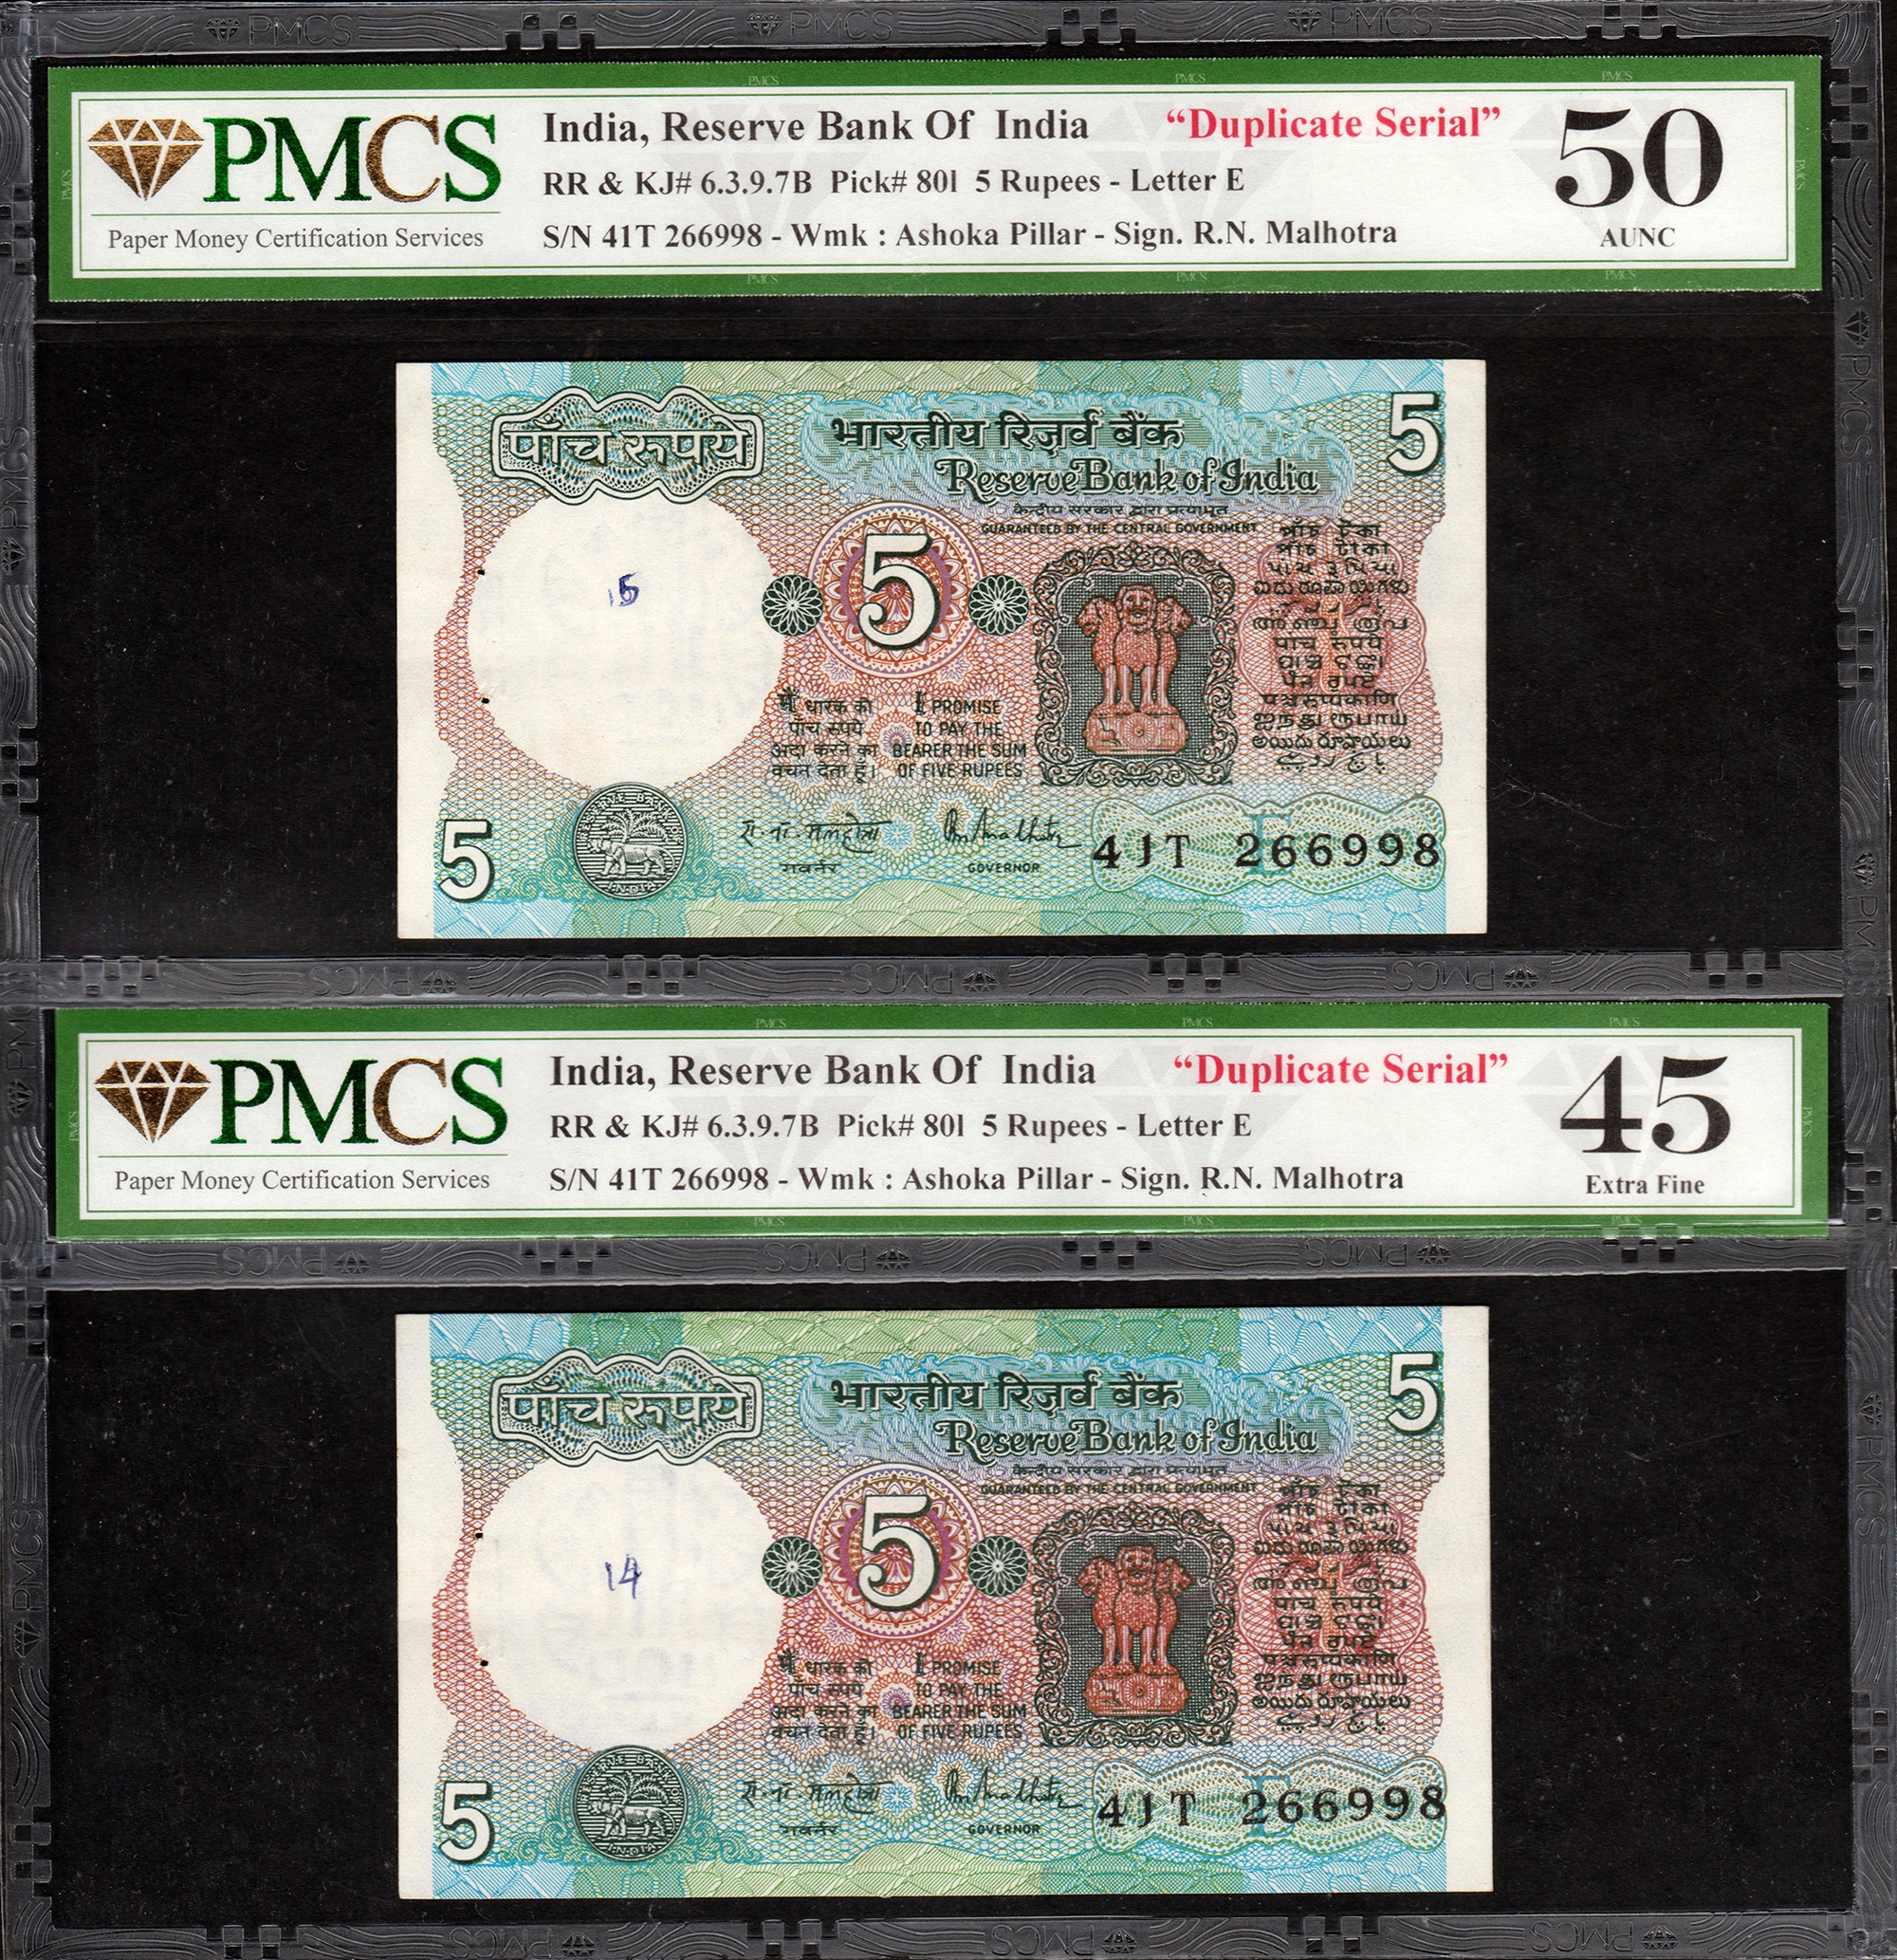 PMCS
Paper Money Certification Services
India, Reserve Bank Of India "Duplicate Serial"
RR & KJ# 6.3.9.7B Pick# 80l 5 Rupees - Letter E
S/N 41T 266998 - Wmk : Ashoka Pillar - Sign. R.N. Malhotra
50
AUNC
पाँच रुपये
भारतीय रिज़र्व बैंक
Reserve Bank of India
केन्द्रीय सरकार द्वारा प्रत्याभूत
GUARANTEED BY THE CENTRAL GOVERNMENT
5
5
5
मैं धारक को
पाँच रुपये
अदा करने का
वचन देता हूँ।
I PROMISE
TO PAY THE
BEARER THE SUM
OF FIVE RUPEES
गवर्नर
GOVERNOR
5
4JT 266998
E
PMCS
Paper Money Certification Services
India, Reserve Bank Of India "Duplicate Serial"
RR & KJ# 6.3.9.7B Pick# 80l 5 Rupees - Letter E
S/N 41T 266998 - Wmk : Ashoka Pillar - Sign. R.N. Malhotra
45
Extra Fine
पाँच रुपये
भारतीय रिज़र्व बैंक
Reserve Bank of India
केन्द्रीय सरकार द्वारा प्रत्याभूत
GUARANTEED BY THE CENTRAL GOVERNMENT
5
14
5
मैं धारक को
पाँच रुपये
अदा करने का
वचन देता हूँ।
I PROMISE
TO PAY THE
BEARER THE SUM
OF FIVE RUPEES
गवर्नर
GOVERNOR
5
4JT 266998
E